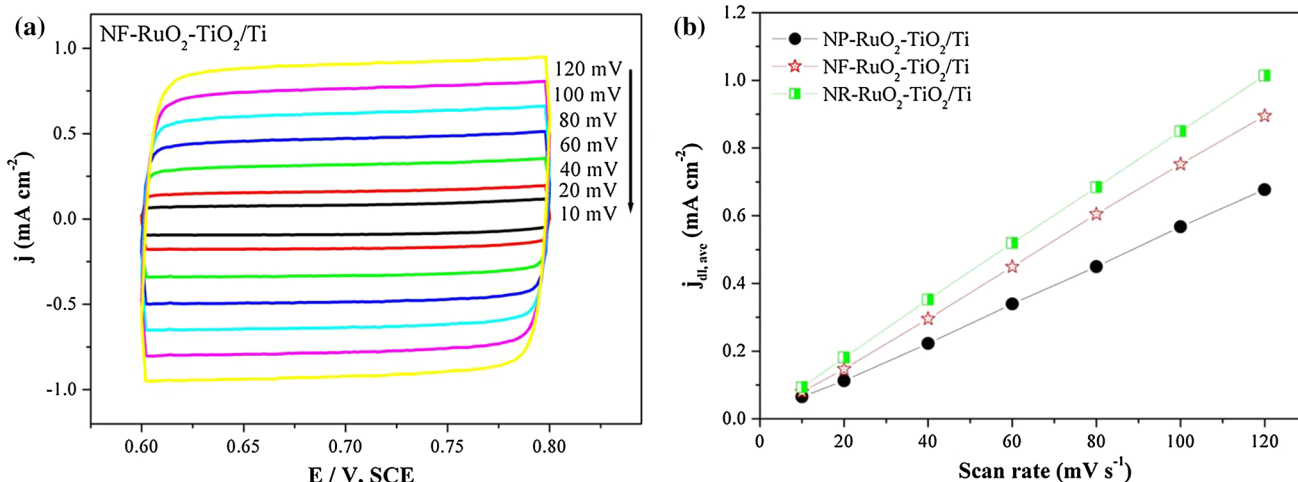 (a)
NF-RuO₂-TiO₂/Ti
120 mV
100 mV
80 mV
60 mV
40 mV
20 mV
10 mV
1.0
0.5
0.0
-0.5
-1.0
j (mA cm⁻²)
0.60 0.65 0.70 0.75 0.80
E / V, SCE
(b)
NP-RuO₂-TiO₂/Ti
NF-RuO₂-TiO₂/Ti
NR-RuO₂-TiO₂/Ti
1.2
1.0
0.8
0.6
0.4
0.2
0.0
j dl, ave (mA cm⁻²)
0 20 40 60 80 100 120
Scan rate (mV s⁻¹)